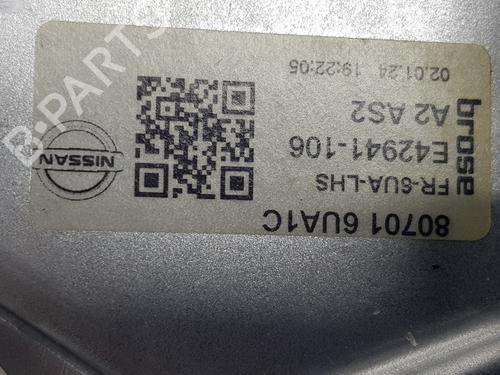 80701 6UA1C
FR-6UA-LHS
E42941-106
A2 AS2
brose
02.01.24 19:22:05
NISSAN
B-PARTS